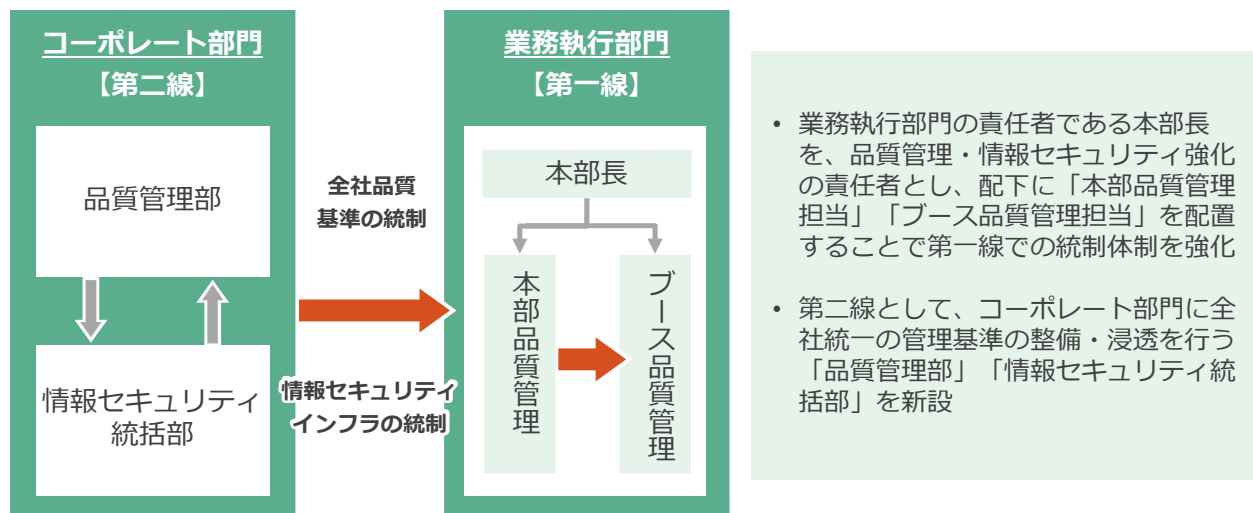 コーポレート部門
【第二線】
品質管理部
情報セキュリティ
統括部
全社品質
基準の統制
情報セキュリティ
インフラの統制
業務執行部門
【第一線】
本部長
本部品質管理
ブース品質管理
• 業務執行部門の責任者である本部長
を、品質管理・情報セキュリティ強化
の責任者とし、配下に「本部品質管理
担当」「ブース品質管理担当」を配置
することで第一線での統制体制を強化
• 第二線として、コーポレート部門に全
社統一の管理基準の整備・浸透を行う
「品質管理部」「情報セキュリティ統
括部」を新設